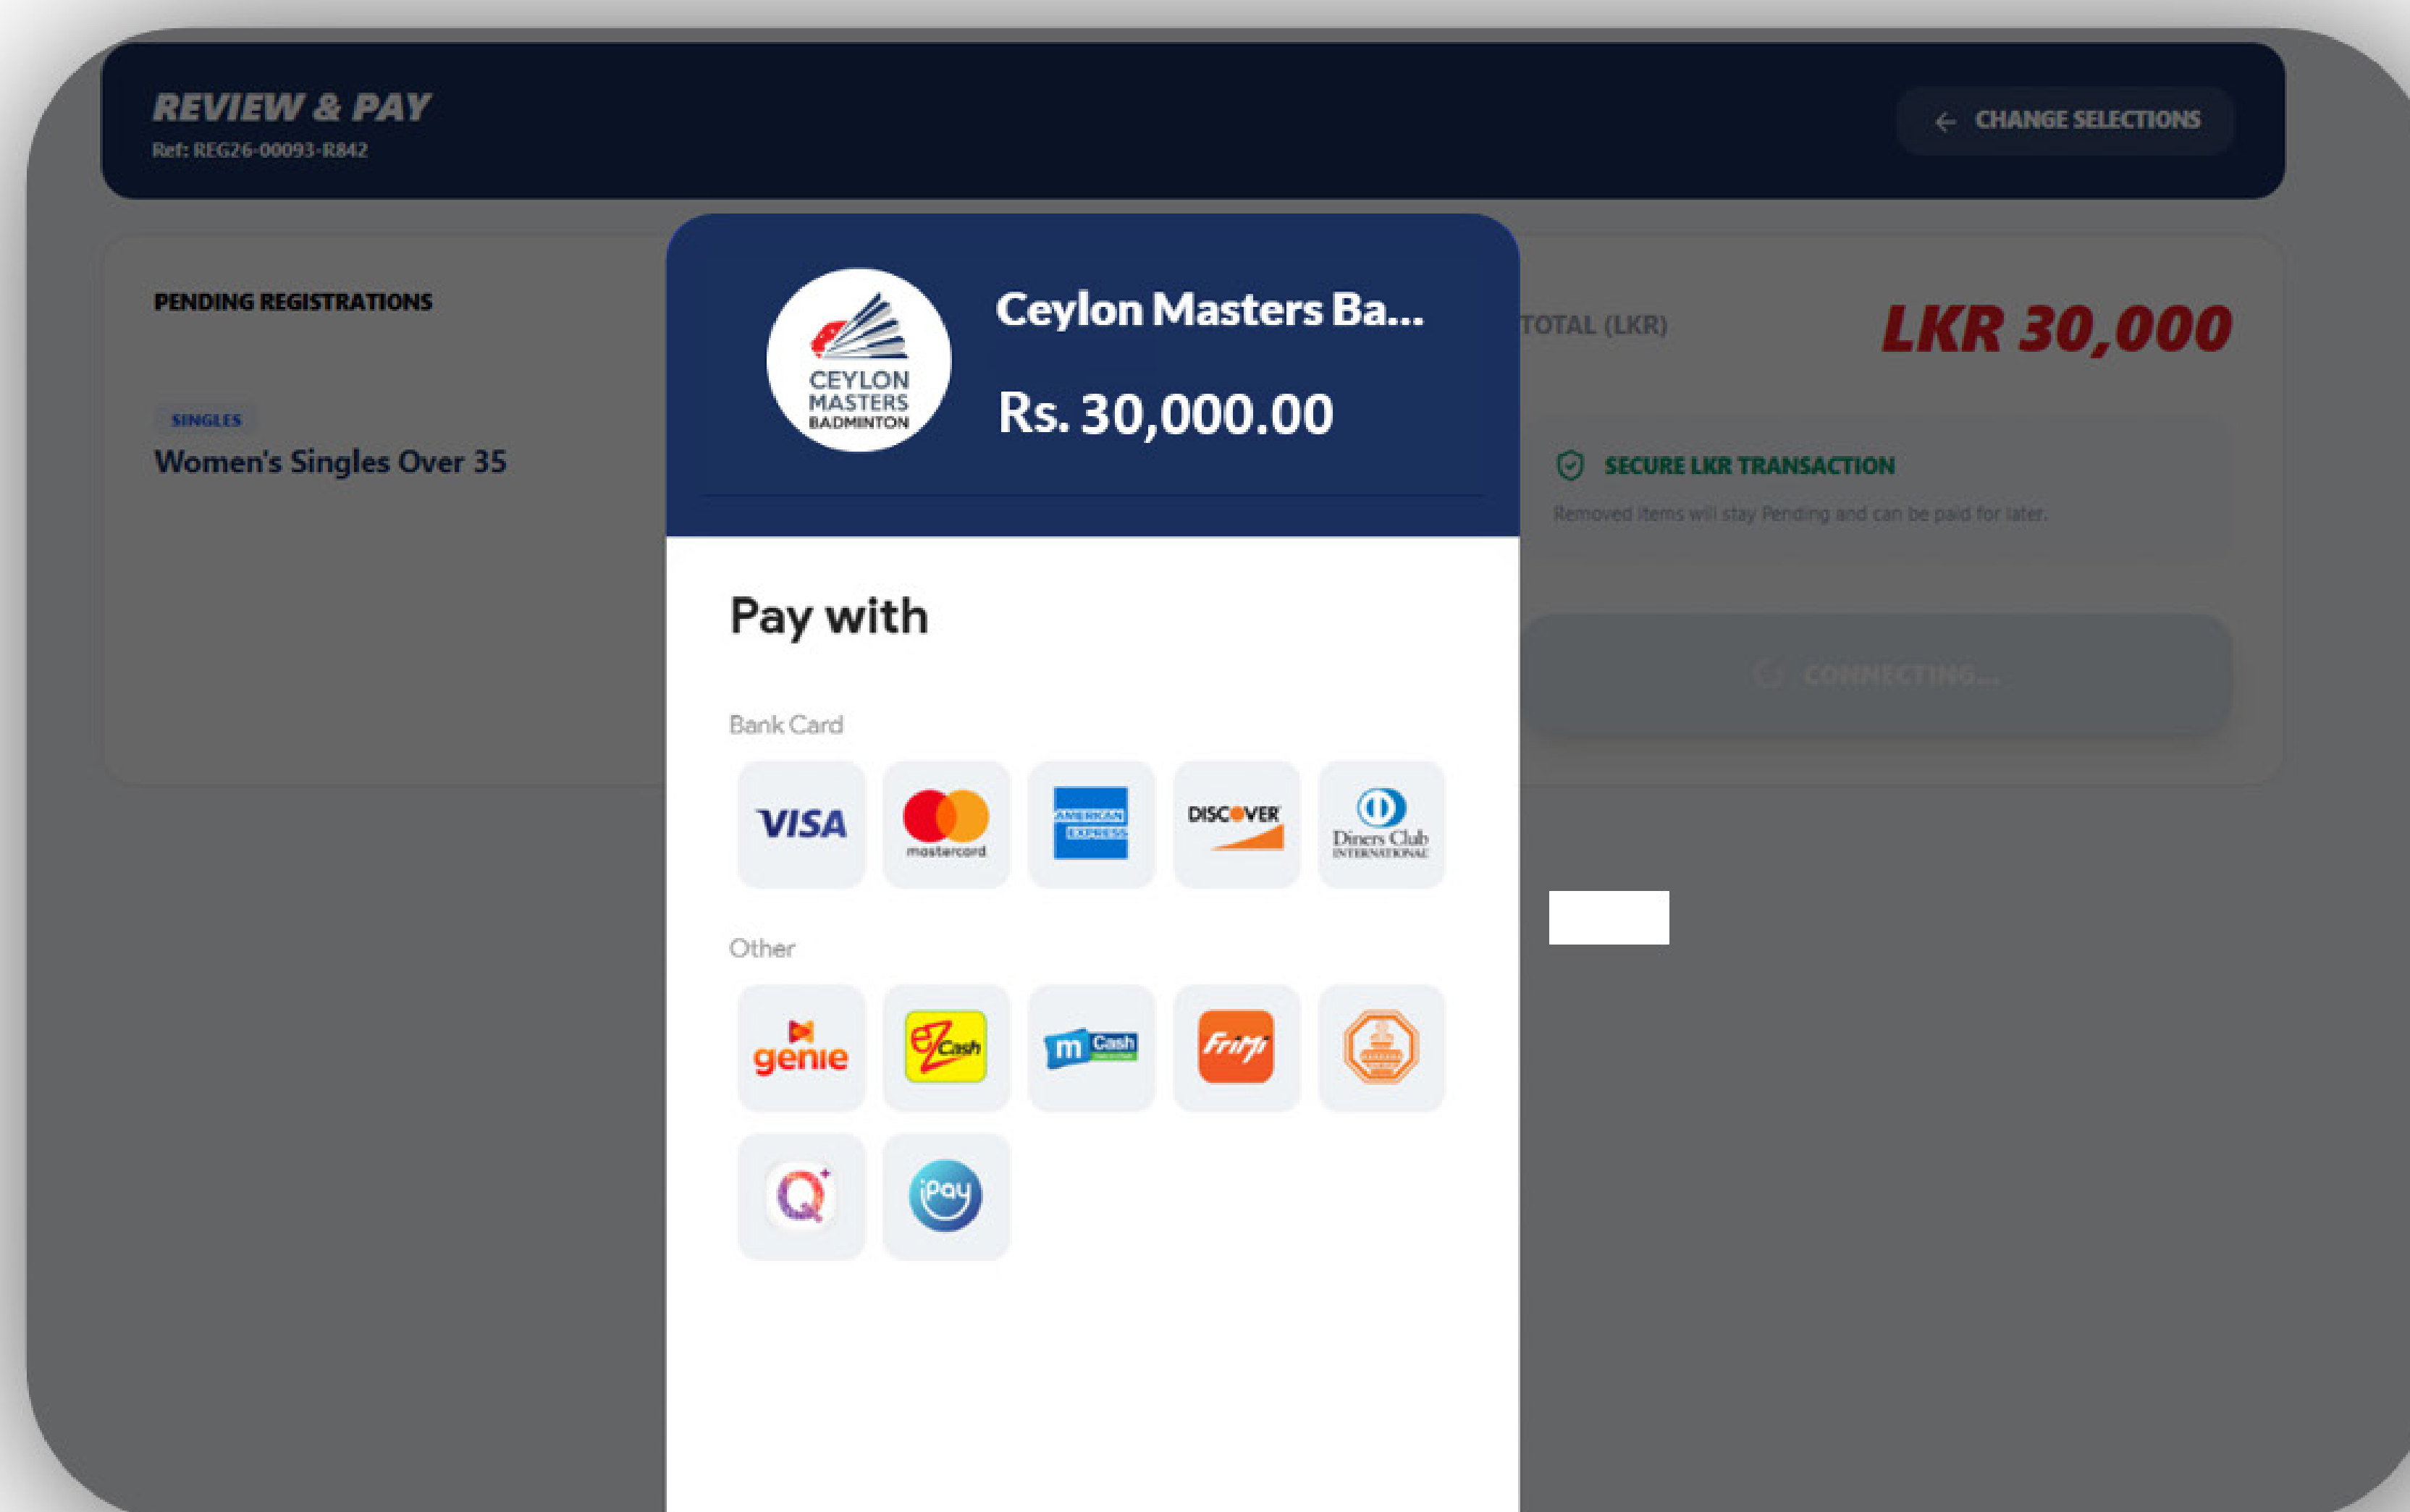 REVIEW & PAY
Ref: REG26-00093-R842
← CHANGE SELECTIONS
PENDING REGISTRATIONS
SINGLES
Women's Singles Over 35
CEYLON
MASTERS
BADMINTON
Ceylon Masters Ba...
Rs. 30,000.00
TOTAL (LKR)
LKR 30,000
SECURE LKR TRANSACTION
Removed items will stay Pending and can be paid for later.
CONNECTING...
Pay with
Bank Card
VISA
mastercard
AMERICAN
EXPRESS
DISCOVER
Diners Club
INTERNATIONAL
Other
genie
eZ Cash
m Cash
FriMi
Q+
iPay